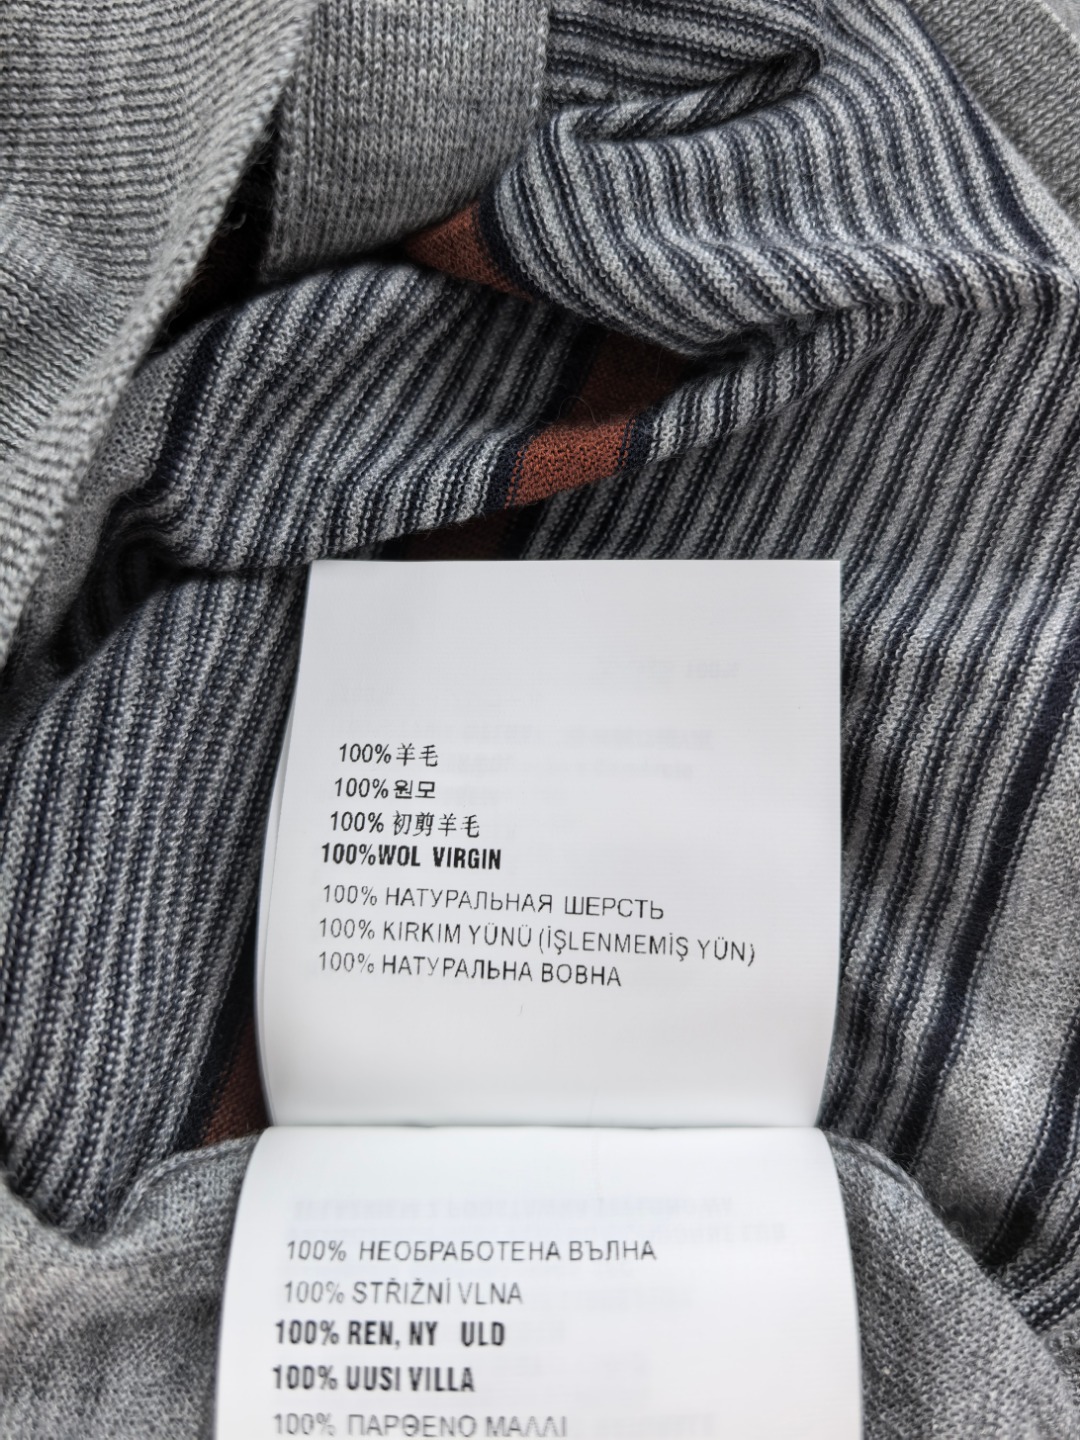 100%羊毛
100%원모
100% 初剪羊毛
100%WOL VIRGIN
100% НАТУРАЛЬНАЯ ШЕРСТЬ
100% KIRKIM YÜNÜ (İŞLENMEMİŞ YÜN)
100% НАТУРАЛЬНА ВОВНА
100% НЕОБРАБОТЕНА ВЪЛНА
100% STŘIŽNÍ VLNA
100% REN, NY ULD
100% UUSI VILLA
100% ΠΑΡΘΕΝΟ ΜΑΛΛΙ